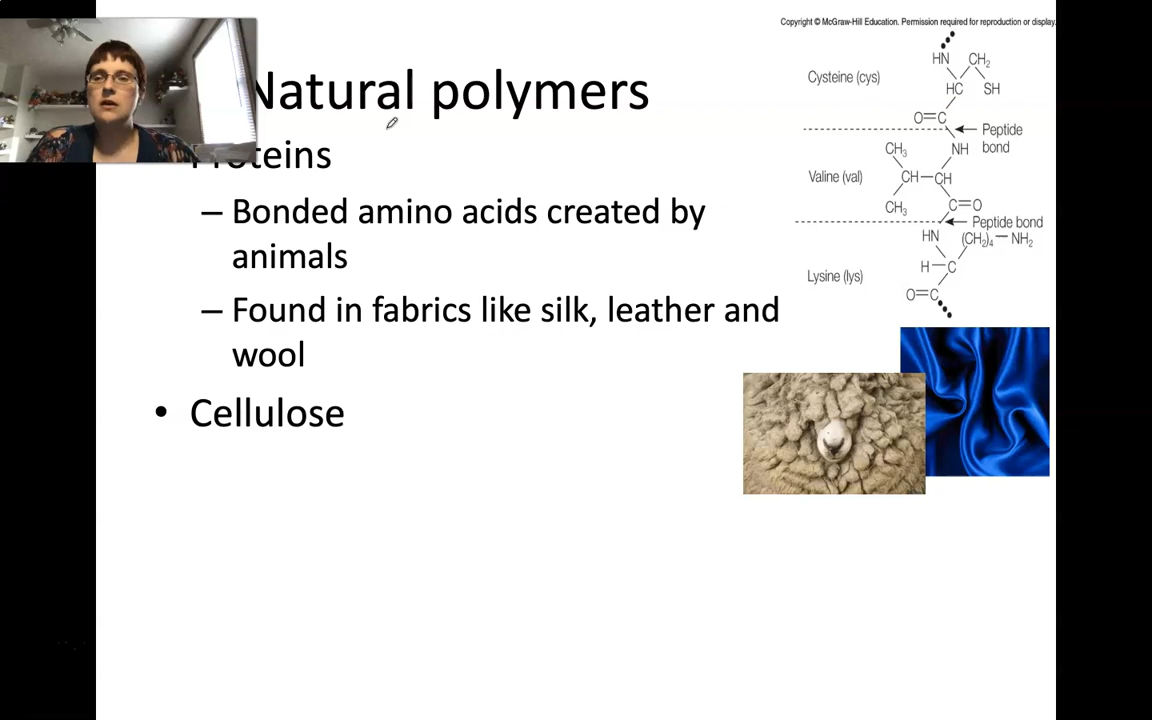 Copyright © McGraw-Hill Education. Permission required for reproduction or display.
Natural polymers
Proteins
– Bonded amino acids created by
animals
– Found in fabrics like silk, leather and
wool
• Cellulose
HN CH₂
Cysteine (cys)
HC SH
O=C
Peptide
bond
CH₃ NH
Valine (val) CH—CH
CH₃ C=O
Peptide bond
HN (CH₂)₄—NH₂
H—C
Lysine (lys)
O=C